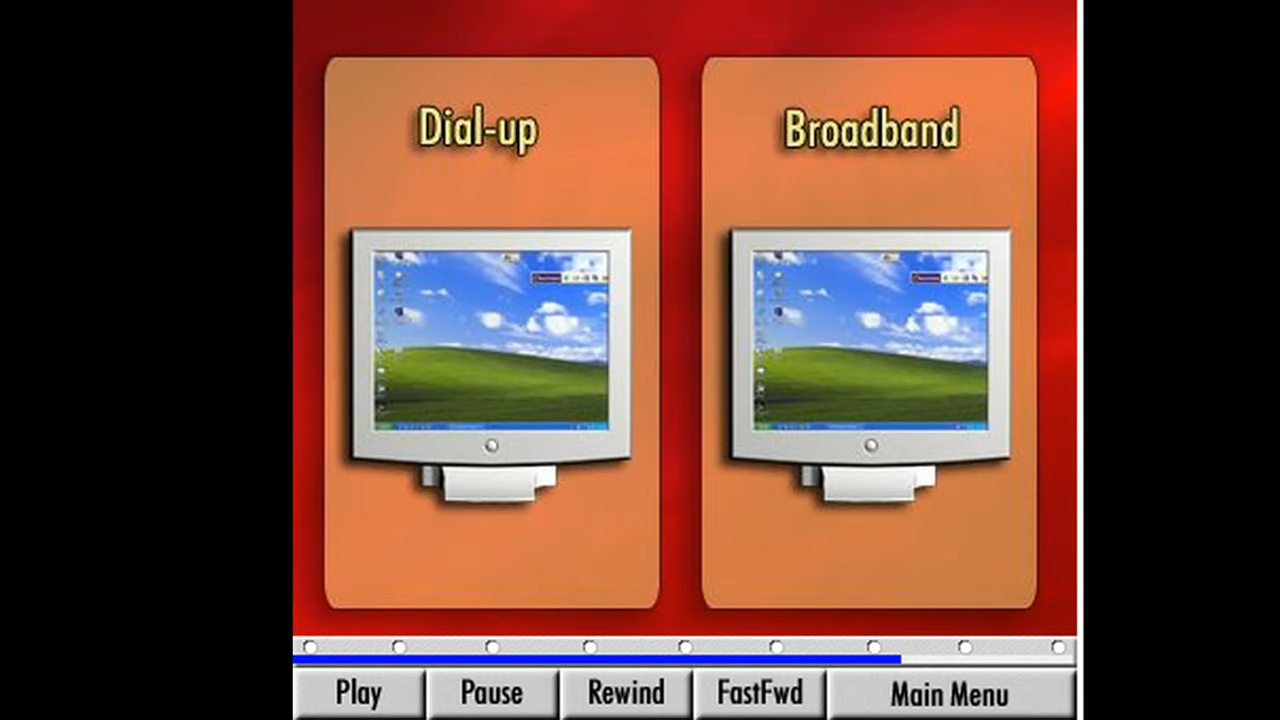 Dial-up
Broadband
Play
Pause
Rewind
FastFwd
Main Menu